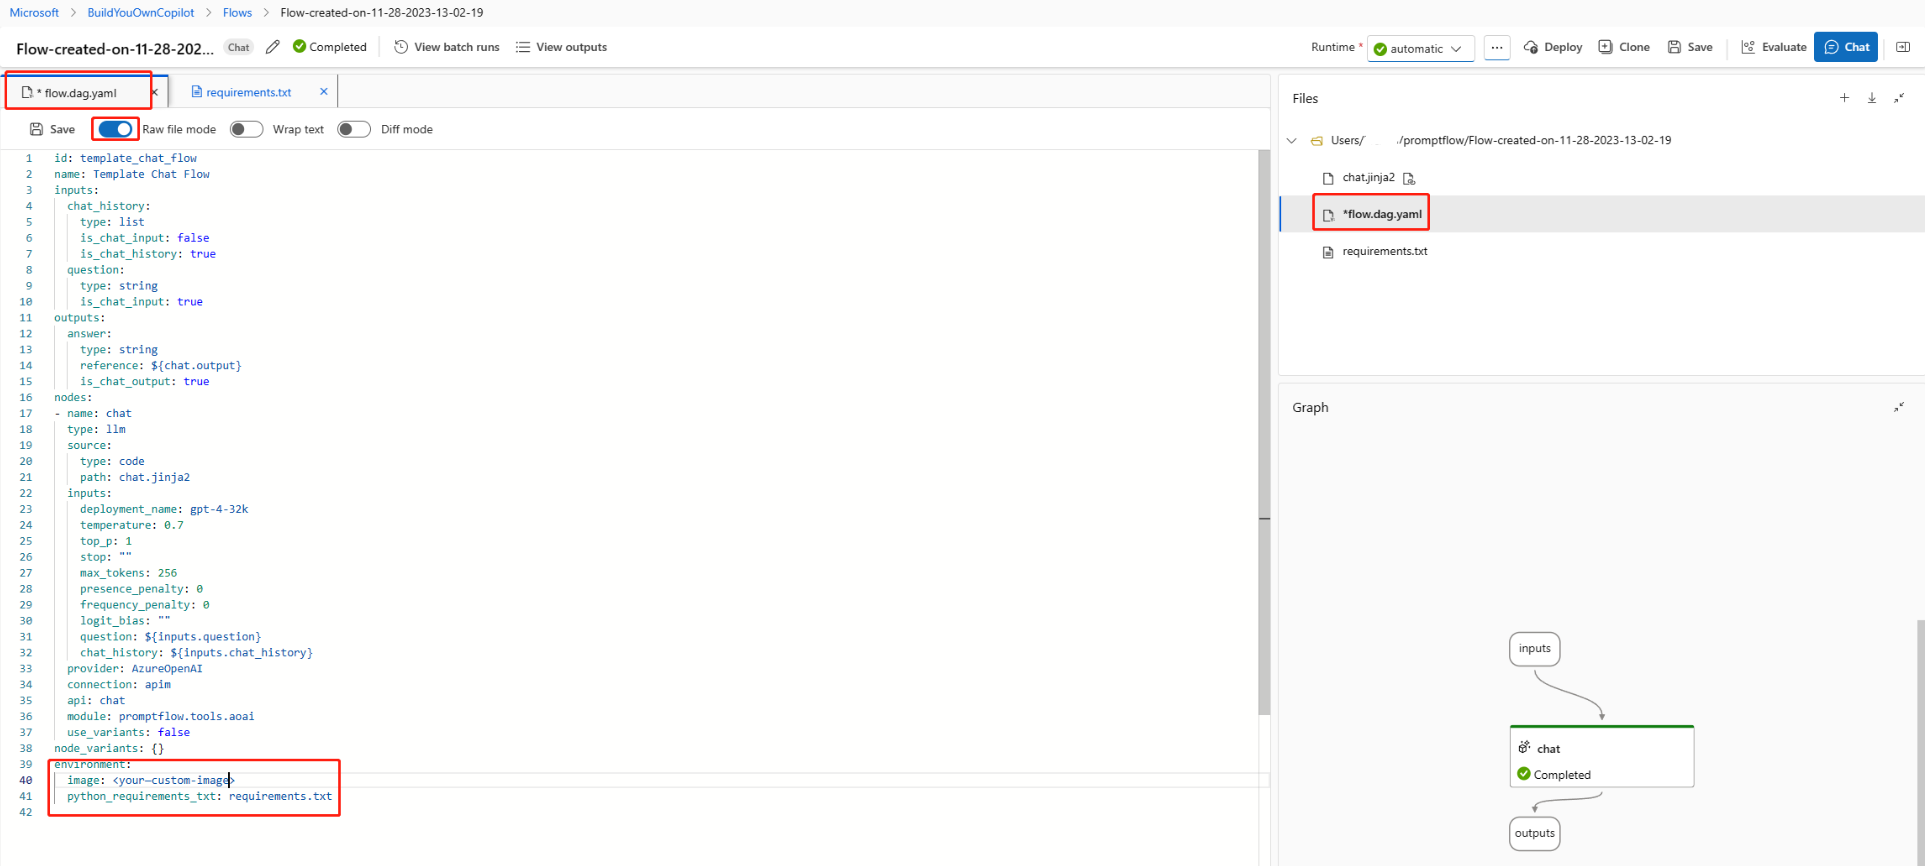 Microsoft > BuildYouOwnCopilot > Flows > Flow-created-on-11-28-2023-13-02-19
Flow-created-on-11-28-202... Chat Completed View batch runs View outputs Runtime * automatic ... Deploy Clone Save Evaluate Chat
* flow.dag.yaml × requirements.txt ×
Save Raw file mode Wrap text Diff mode
1 id: template_chat_flow
2 name: Template Chat Flow
3 inputs:
4 chat_history:
5 type: list
6 is_chat_input: false
7 is_chat_history: true
8 question:
9 type: string
10 is_chat_input: true
11 outputs:
12 answer:
13 type: string
14 reference: ${chat.output}
15 is_chat_output: true
16 nodes:
17 - name: chat
18 type: llm
19 source:
20 type: code
21 path: chat.jinja2
22 inputs:
23 deployment_name: gpt-4-32k
24 temperature: 0.7
25 top_p: 1
26 stop: ""
27 max_tokens: 256
28 presence_penalty: 0
29 frequency_penalty: 0
30 logit_bias: ""
31 question: ${inputs.question}
32 chat_history: ${inputs.chat_history}
33 provider: AzureOpenAI
34 connection: apim
35 api: chat
36 module: promptflow.tools.aoai
37 use_variants: false
38 node_variants: {}
39 environment:
40 image: <your-custom-image>
41 python_requirements_txt: requirements.txt
42
Files
Users/ /promptflow/Flow-created-on-11-28-2023-13-02-19
chat.jinja2
*flow.dag.yaml
requirements.txt
Graph
inputs
chat
Completed
outputs